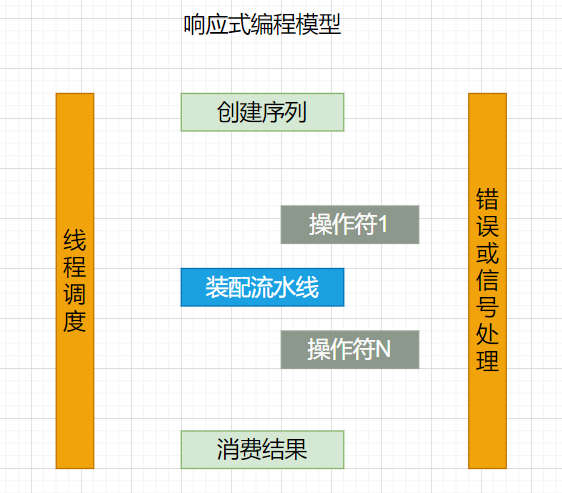 响应式编程模型
创建序列
线程调度
操作符1
装配流水线
操作符N
错误或信号处理
消费结果